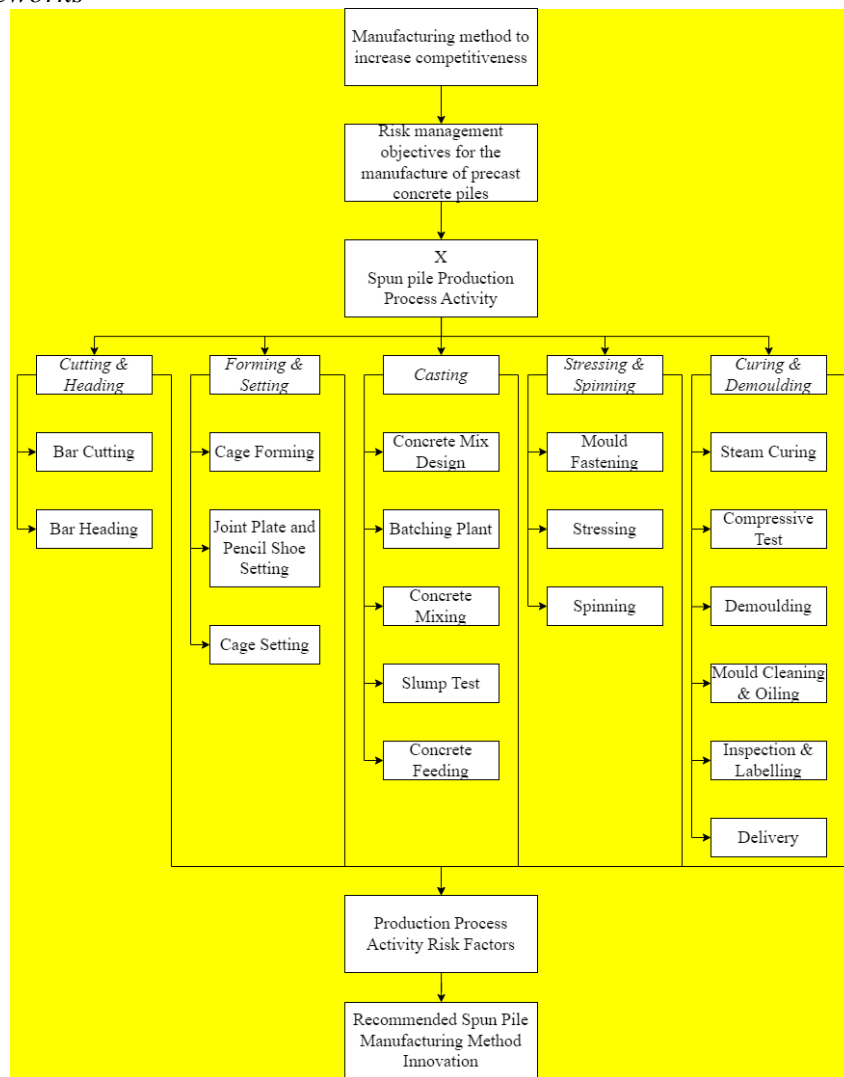 Manufacturing method to
increase competitiveness
Risk management
objectives for the
manufacture of precast
concrete piles
X
Spun pile Production
Process Activity
Cutting &
Heading
Bar Cutting
Bar Heading
Forming &
Setting
Cage Forming
Joint Plate and
Pencil Shoe
Setting
Cage Setting
Casting
Concrete Mix
Design
Batching Plant
Concrete
Mixing
Slump Test
Concrete
Feeding
Stressing &
Spinning
Mould
Fastening
Stressing
Spinning
Curing &
Demoulding
Steam Curing
Compressive
Test
Demoulding
Mould Cleaning
& Oiling
Inspection &
Labelling
Delivery
Production Process
Activity Risk Factors
Recommended Spun Pile
Manufacturing Method
Innovation